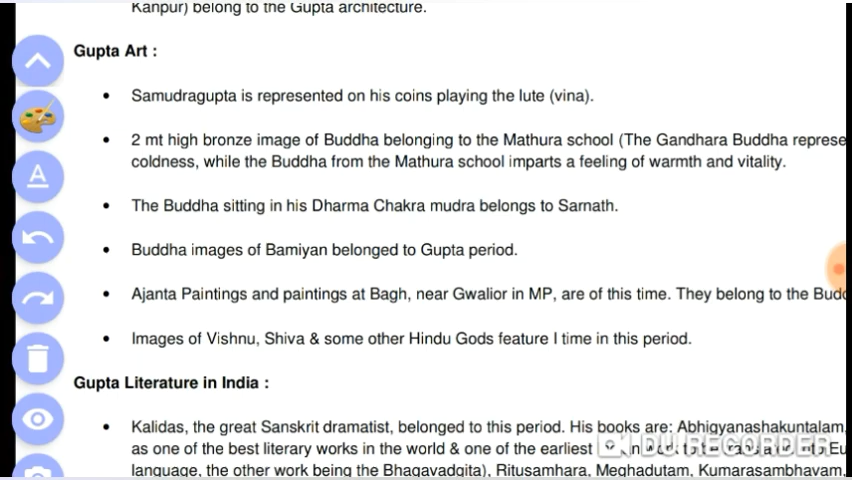 Kanpur) belong to the Gupta architecture.
Gupta Art :
Samudragupta is represented on his coins playing the lute (vina).
2 mt high bronze image of Buddha belonging to the Mathura school (The Gandhara Buddha represe
coldness, while the Buddha from the Mathura school imparts a feeling of warmth and vitality.
The Buddha sitting in his Dharma Chakra mudra belongs to Sarnath.
Buddha images of Bamiyan belonged to Gupta period.
Ajanta Paintings and paintings at Bagh, near Gwalior in MP, are of this time. They belong to the Budd
Images of Vishnu, Shiva & some other Hindu Gods feature I time in this period.
Gupta Literature in India :
Kalidas, the great Sanskrit dramatist, belonged to this period. His books are: Abhigyanashakuntalam
as one of the best literary works in the world & one of the earliest
language, the other work being the Bhagavadgita), Ritusamhara, Meghadutam, Kumarasambhavam,
A
DU RECORDER